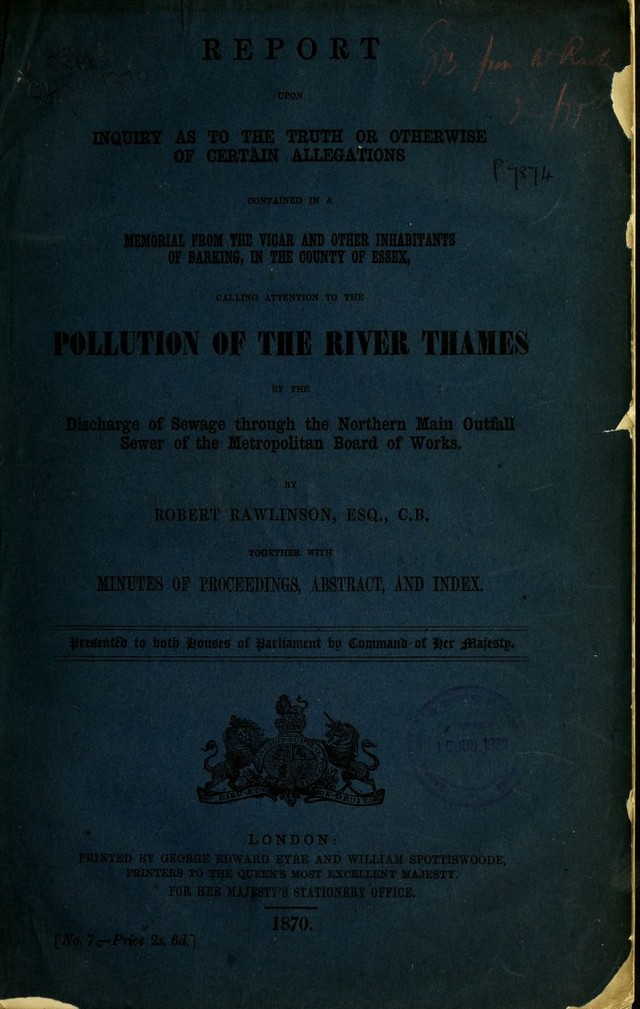 REPORT
UPON
INQUIRY AS TO THE TRUTH OR OTHERWISE
OF CERTAIN ALLEGATIONS
P.7874
CONTAINED IN A
MEMORIAL FROM THE VICAR AND OTHER INHABITANTS
OF BARKING, IN THE COUNTY OF ESSEX,
CALLING ATTENTION TO THE
POLLUTION OF THE RIVER THAMES
BY THE
Discharge of Sewage through the Northern Main Outfall
Sewer of the Metropolitan Board of Works.
BY
ROBERT RAWLINSON, ESQ., C.B.
TOGETHER WITH
MINUTES OF PROCEEDINGS, ABSTRACT, AND INDEX.
Presented to both Houses of Parliament by Command of Her Majesty.
LONDON:
PRINTED BY GEORGE EDWARD EYRE AND WILLIAM SPOTTISWOODE,
PRINTERS TO THE QUEEN'S MOST EXCELLENT MAJESTY.
FOR HER MAJESTY'S STATIONERY OFFICE.
1870.
[No. 7.—Price 2s. 6d.]